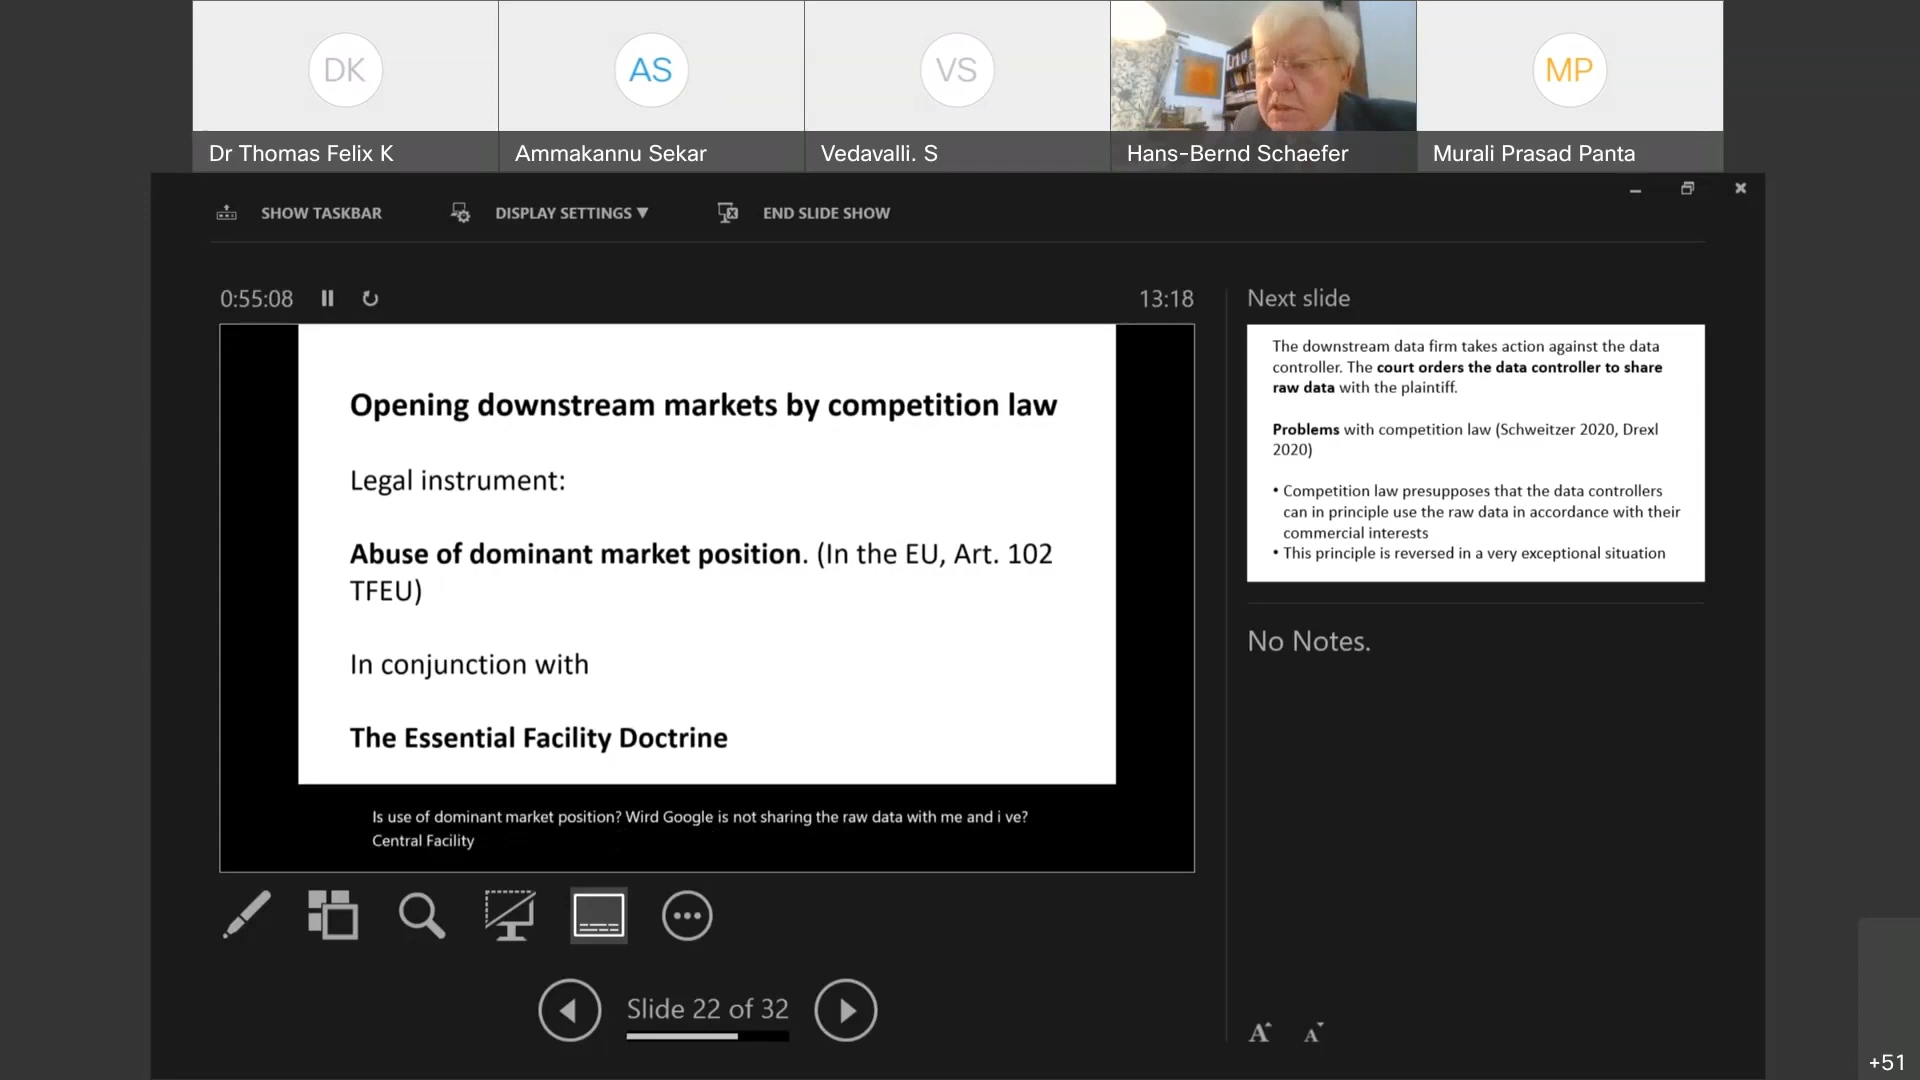 DK
AS
VS
MP
Dr Thomas Felix K
Ammakannu Sekar
Vedavalli. S
Hans-Bernd Schaefer
Murali Prasad Panta
SHOW TASKBAR
DISPLAY SETTINGS ▼
END SLIDE SHOW
0:55:08
13:18
Opening downstream markets by competition law
Legal instrument:
Abuse of dominant market position. (In the EU, Art. 102
TFEU)
In conjunction with
The Essential Facility Doctrine
Is use of dominant market position? Wird Google is not sharing the raw data with me and i ve?
Central Facility
Slide 22 of 32
Next slide
The downstream data firm takes action against the data
controller. The court orders the data controller to share
raw data with the plaintiff.
Problems with competition law (Schweitzer 2020, Drexl
2020)
• Competition law presupposes that the data controllers
can in principle use the raw data in accordance with their
commercial interests
• This principle is reversed in a very exceptional situation
No Notes.
A A
+51